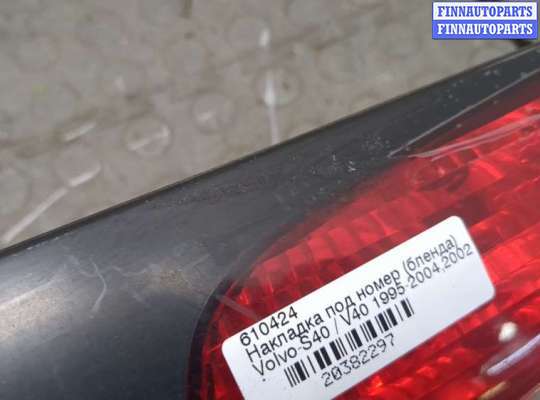 FINNAUTOPARTS
FINNAUTOPARTS
610424
Накладка под номер (бленда)
Volvo-S40 / V40 1995-2004,2002
20382297